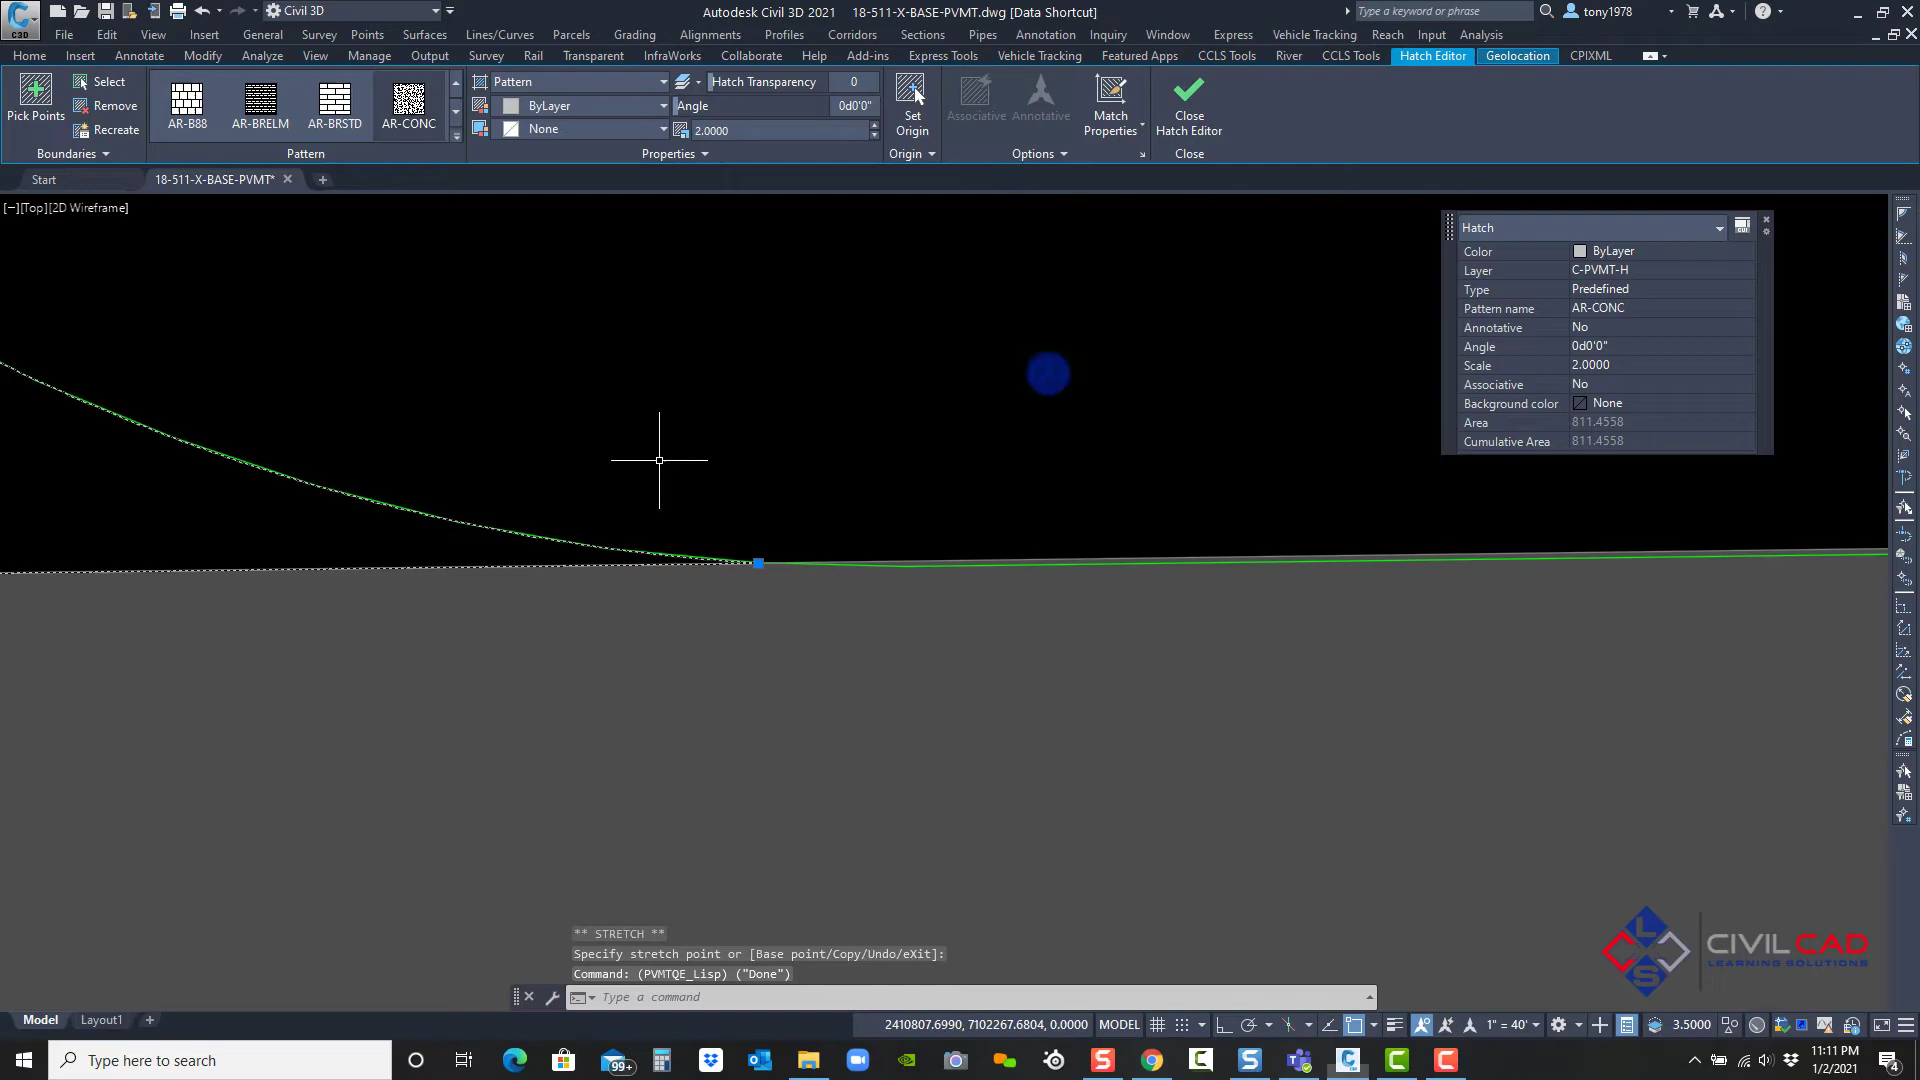 C3D
Civil 3D
Autodesk Civil 3D 2021 18-511-X-BASE-PVMT.dwg [Data Shortcut]
Type a keyword or phrase
tony1978
File Edit View Insert General Survey Points Surfaces Lines/Curves Parcels Grading Alignments Profiles Corridors Sections Pipes Annotation Inquiry Window Express Vehicle Tracking Reach Input Analysis
Home Insert Annotate Modify Analyze View Manage Output Survey Rail Transparent InfraWorks Collaborate Help Add-ins Express Tools Vehicle Tracking Featured Apps CCLS Tools River CCLS Tools Hatch Editor Geolocation CPIXML
Pick Points
Select
Remove
Recreate
Boundaries
AR-B88 AR-BRELM AR-BRSTD AR-CONC
Pattern
Pattern Hatch Transparency 0
ByLayer Angle 0d0'0"
None 2.0000
Properties
Set Origin
Origin
Associative Annotative Match Properties
Options
Close Hatch Editor
Close
Start 18-511-X-BASE-PVMT*
[−][Top][2D Wireframe]
Hatch
Color ByLayer
Layer C-PVMT-H
Type Predefined
Pattern name AR-CONC
Annotative No
Angle 0d0'0"
Scale 2.0000
Associative No
Background color None
Area 811.4558
Cumulative Area 811.4558
** STRETCH **
Specify stretch point or [Base point/Copy/Undo/eXit]:
Command: (PVMTQE_Lisp) ("Done")
Type a command
L C S
CIVIL CAD
LEARNING SOLUTIONS
Model Layout1
2410807.6990, 7102267.6804, 0.0000 MODEL 1" = 40' 3.5000
Type here to search
99+
11:11 PM
1/2/2021
4